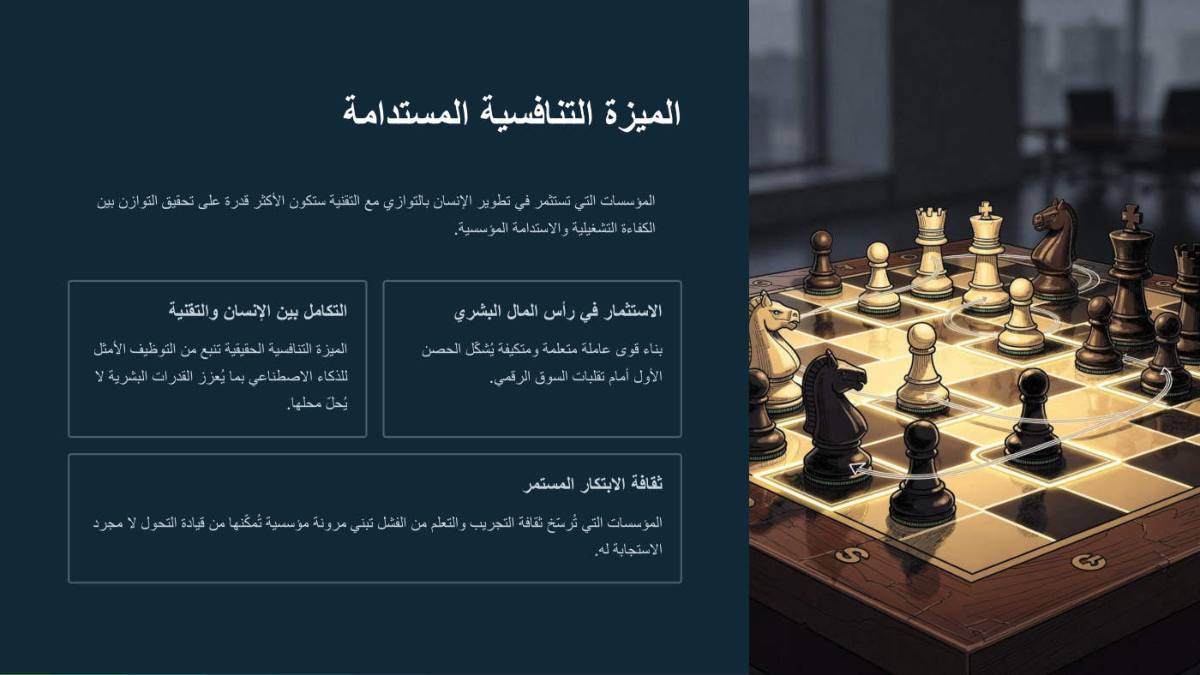 الميزة التنافسية المستدامة
المؤسسات التي تستثمر في تطوير الإنسان بالتوازي مع التقنية ستكون الأكثر قدرة على تحقيق التوازن بين
الكفاءة التشغيلية والاستدامة المؤسسية.
الاستثمار في رأس المال البشري
بناء قوى عاملة متعلمة ومتكيفة يُشكّل الحصن
الأول أمام تقلبات السوق الرقمي.
التكامل بين الإنسان والتقنية
الميزة التنافسية الحقيقية تنبع من التوظيف الأمثل
للذكاء الاصطناعي بما يُعزز القدرات البشرية لا
يُحلّ محلها.
ثقافة الابتكار المستمر
المؤسسات التي تُرسّخ ثقافة التجريب والتعلم من الفشل تبني مرونة مؤسسية تُمكّنها من قيادة التحول لا مجرد
الاستجابة له.